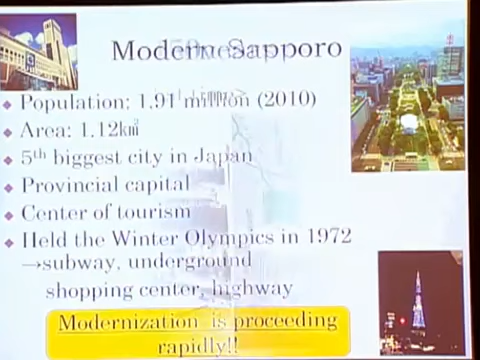 Modern Sapporo
❖ Population: 1.91 million (2010)
❖ Area: 1.12k㎡
❖ 5th biggest city in Japan
❖ Provincial capital
❖ Center of tourism
❖ Held the Winter Olympics in 1972
→subway, underground
shopping center, highway
Modernization is proceeding
rapidly!!